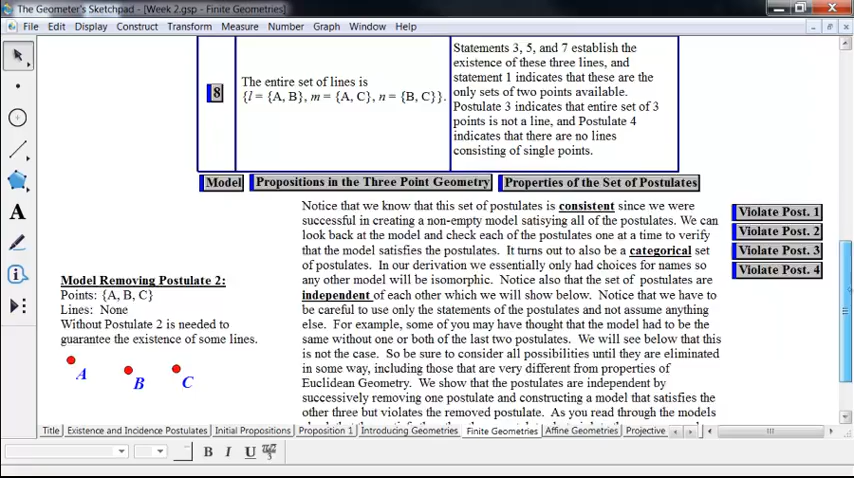 The Geometer's Sketchpad - [Week 2.gsp - Finite Geometries]
File Edit Display Construct Transform Measure Number Graph Window Help
8
The entire set of lines is
{l = {A, B}, m = {A, C}, n = {B, C}}.
Statements 3, 5, and 7 establish the
existence of these three lines, and
statement 1 indicates that these are the
only sets of two points available.
Postulate 3 indicates that entire set of 3
points is not a line, and Postulate 4
indicates that there are no lines
consisting of single points.
Model Propositions in the Three Point Geometry Properties of the Set of Postulates
Notice that we know that this set of postulates is consistent since we were
successful in creating a non-empty model satisying all of the postulates. We can
look back at the model and check each of the postulates one at a time to verify
that the model satisfies the postulates. It turns out to also be a categorical set
of postulates. In our derivation we essentially only had choices for names so
any other model will be isomorphic. Notice also that the set of postulates are
independent of each other which we will show below. Notice that we have to
be careful to use only the statements of the postulates and not assume anything
else. For example, some of you may have thought that the model had to be the
same without one or both of the last two postulates. We will see below that
this is not the case. So be sure to consider all possibilities until they are eliminated
in some way, including those that are very different from properties of
Euclidean Geometry. We show that the postulates are independent by
successively removing one postulate and constructing a model that satisfies the
other three but violates the removed postulate. As you read through the models
Violate Post. 1
Violate Post. 2
Violate Post. 3
Violate Post. 4
Model Removing Postulate 2:
Points: {A, B, C}
Lines: None
Without Postulate 2 is needed to
guarantee the existence of some lines.
A B C
Title Existence and Incidence Postulates Initial Propositions Proposition 1 Introducing Geometries Finite Geometries Affine Geometries Projective
B I U